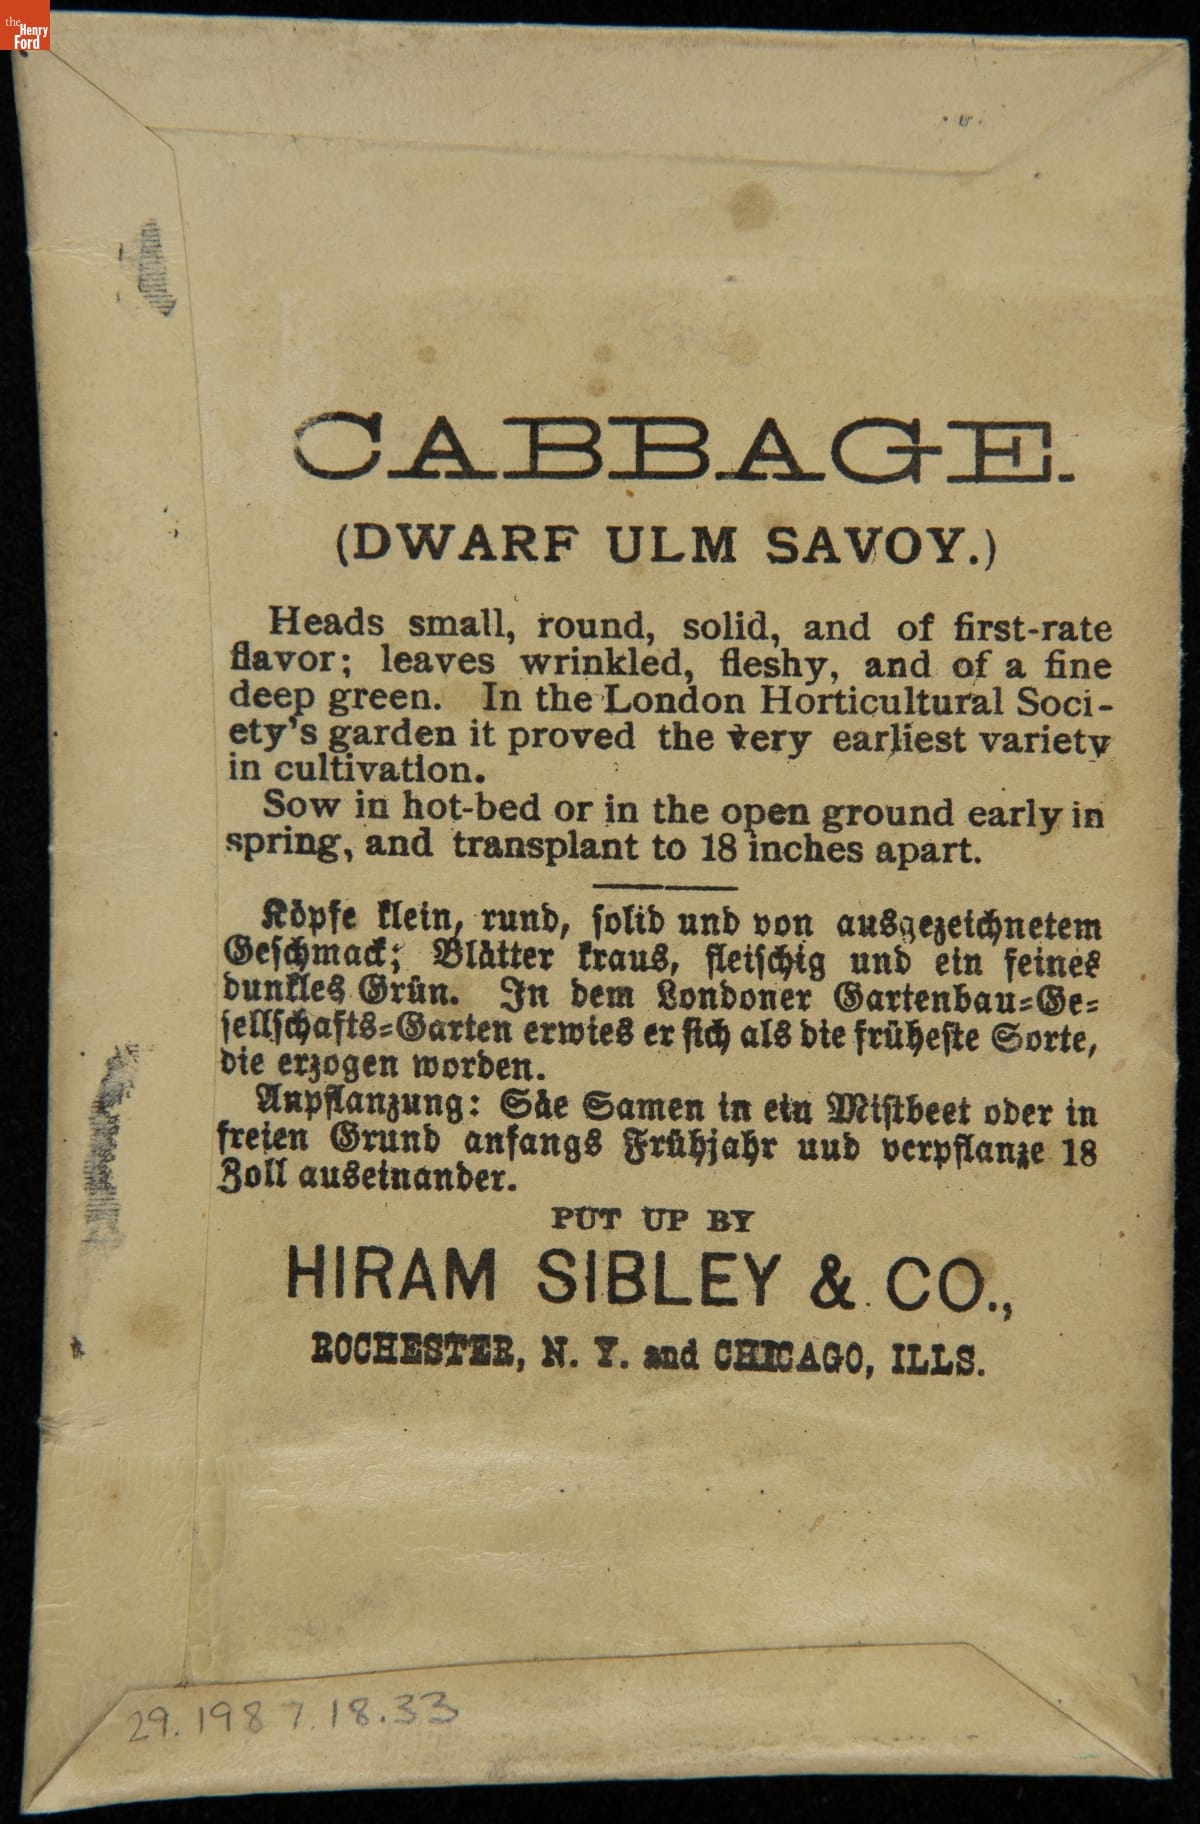 the
Henry
Ford
CABBAGE.
(DWARF ULM SAVOY.)
Heads small, round, solid, and of first-rate
flavor; leaves wrinkled, fleshy, and of a fine
deep green. In the London Horticultural Soci-
ety's garden it proved the very earliest variety
in cultivation.
Sow in hot-bed or in the open ground early in
spring, and transplant to 18 inches apart.
Köpfe klein, rund, solid und von ausgezeichnetem
Geschmack; Blätter kraus, fleischig und ein feines
dunkles Grün. In dem Londoner Gartenbau=Ge=
sellschafts=Garten erwies er sich als die früheste Sorte,
die erzogen worden.
Anpflanzung: Säe Samen in ein Mistbeet oder in
freien Grund anfangs Frühjahr uud verpflanze 18
Zoll auseinander.
PUT UP BY
HIRAM SIBLEY & CO.,
ROCHESTER, N. Y. and CHICAGO, ILLS.
29.1987.18.33